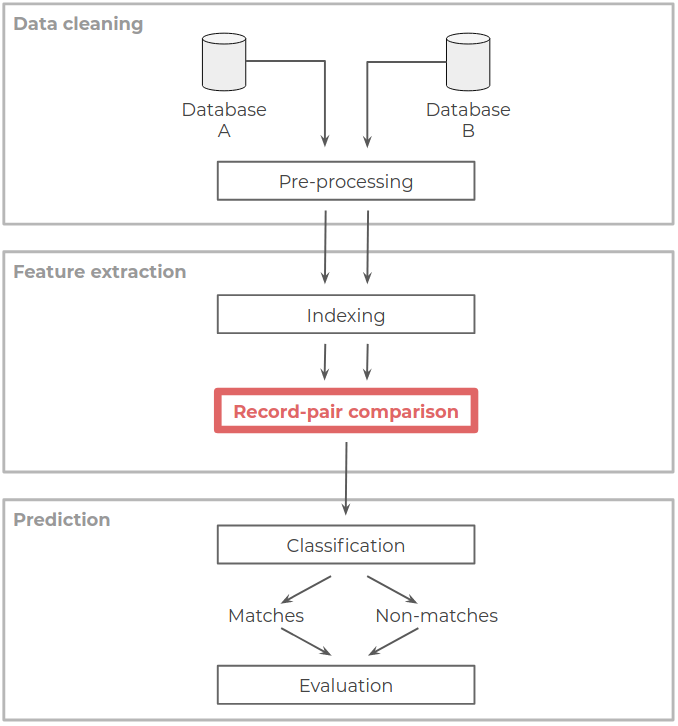 Data cleaning
Database
A
Database
B
Pre-processing
Feature extraction
Indexing
Record-pair comparison
Prediction
Classification
Matches
Non-matches
Evaluation